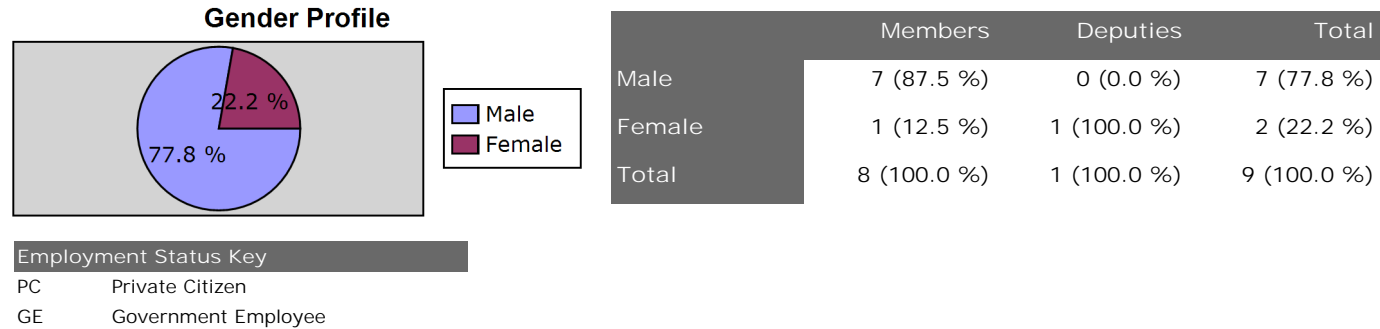 Gender Profile
22.2 %
77.8 %
Male
Female
Members Deputies Total
Male 7 (87.5 %) 0 (0.0 %) 7 (77.8 %)
Female 1 (12.5 %) 1 (100.0 %) 2 (22.2 %)
Total 8 (100.0 %) 1 (100.0 %) 9 (100.0 %)
Employment Status Key
PC Private Citizen
GE Government Employee